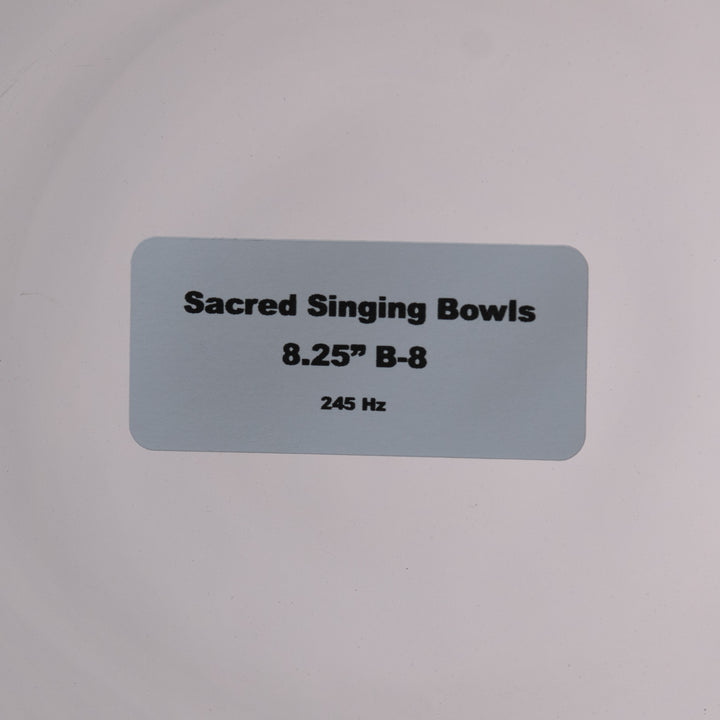 Sacred Singing Bowls
8.25” B-8
245 Hz